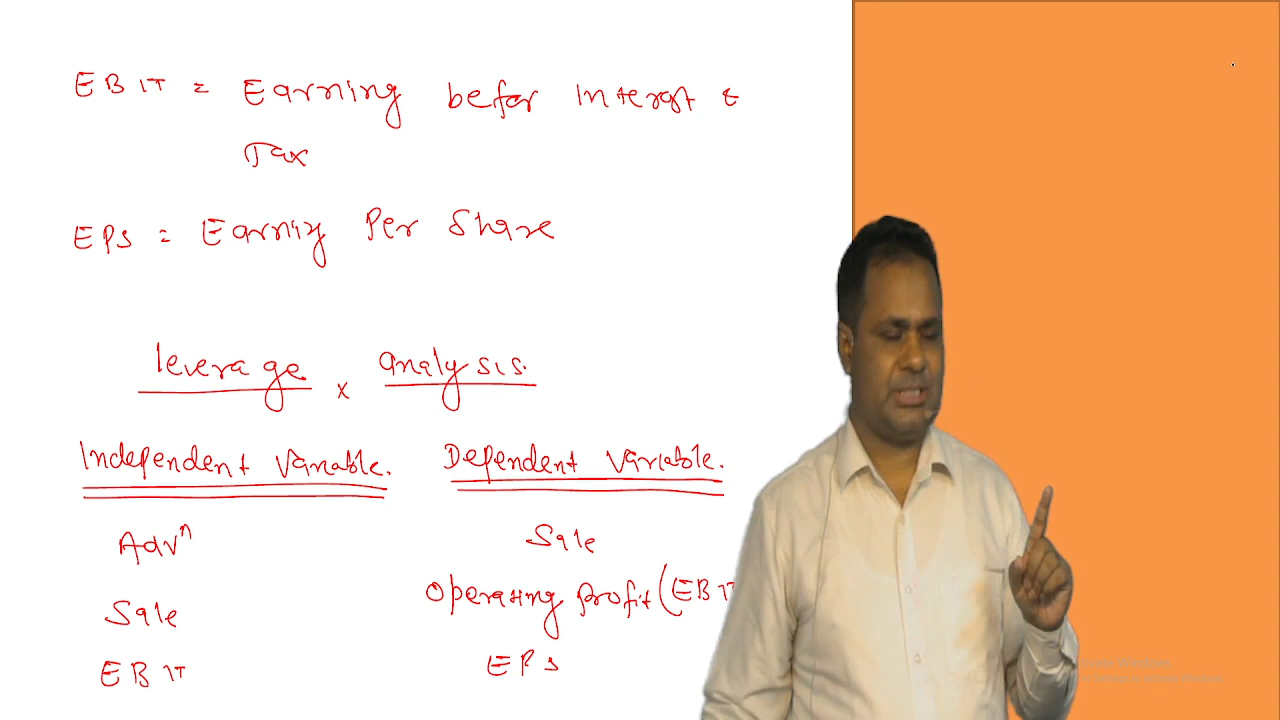 EBIT = Earning befor Interest &
Tax
EPS = Earning Per Share
leverage x analysis.
Independent Variable. Dependent Variable.
Advⁿ Sale
Sale Operating Profit (EBIT
EBIT EPS